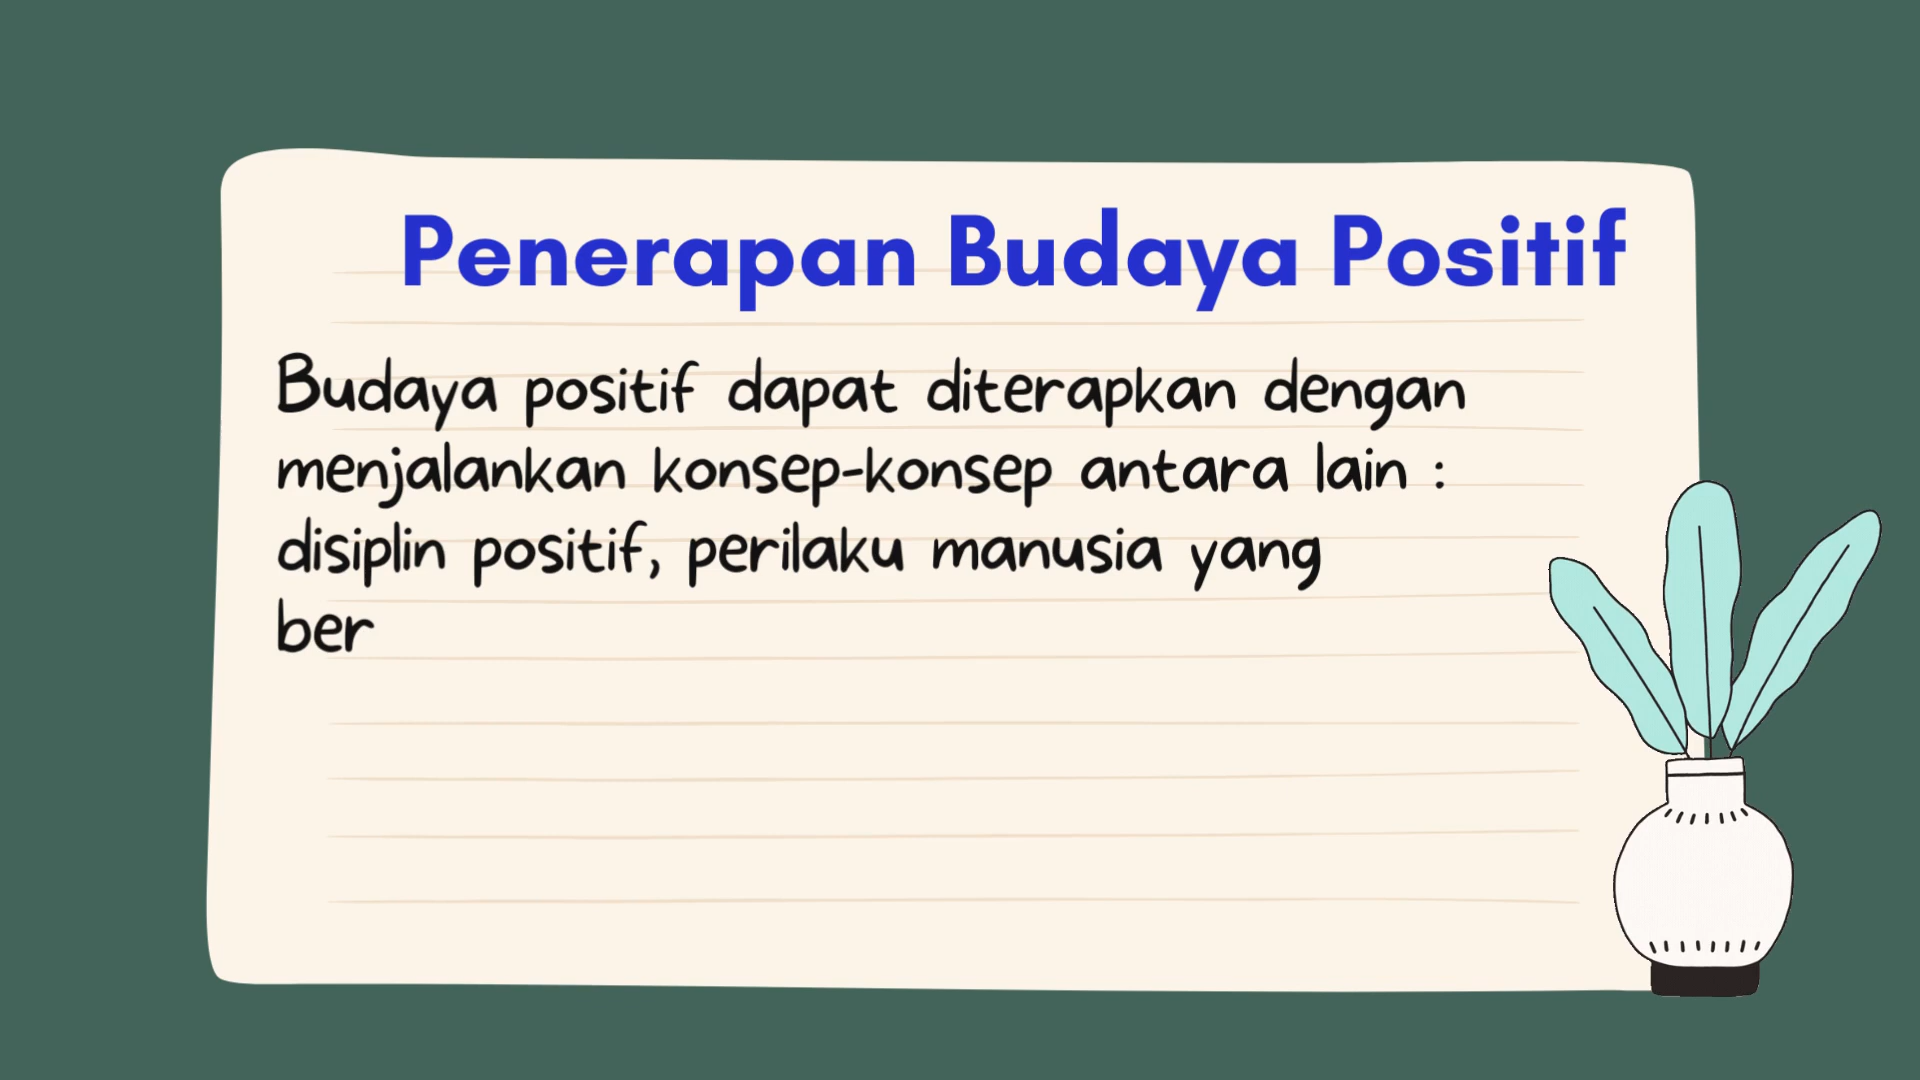 Penerapan Budaya Positif
Budaya positif dapat diterapkan dengan
menjalankan konsep-konsep antara lain :
disiplin positif, perilaku manusia yang
ber